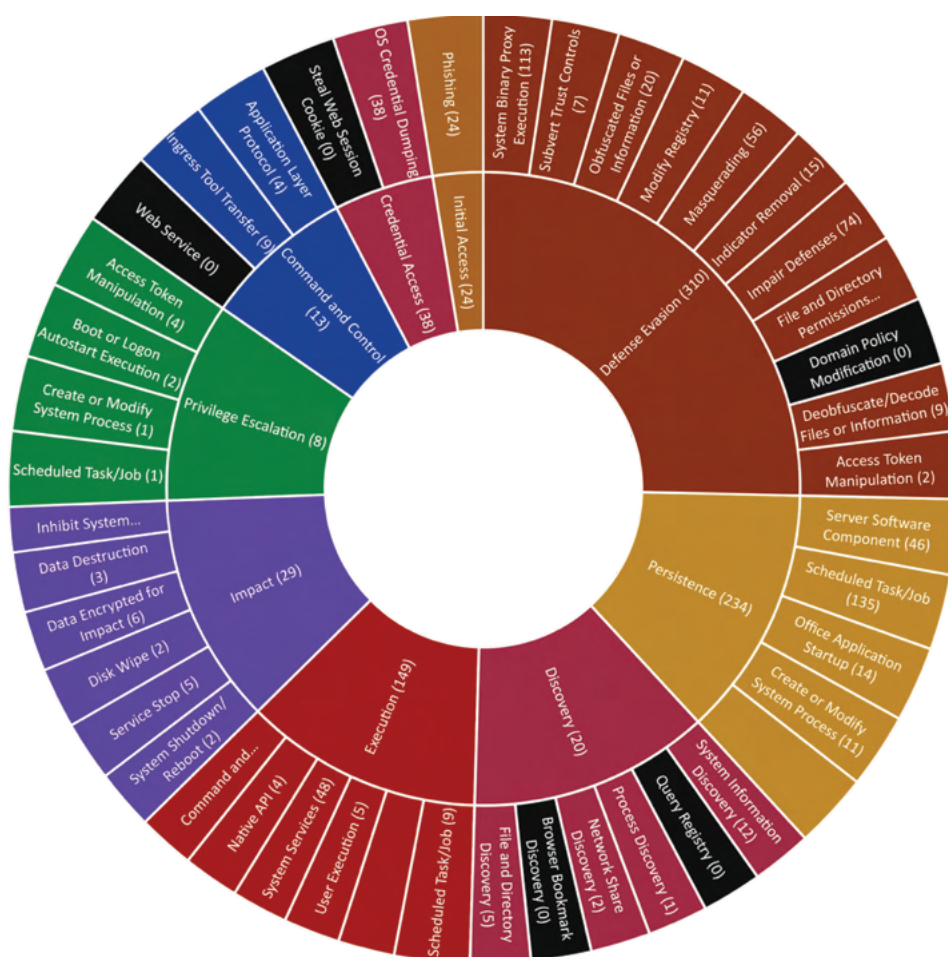 Defense Evasion (310)
Persistence (234)
Discovery
(20)
Execution (149)
Impact (29)
Privilege Escalation (8)
Command and Control
(13)
Credential Access (38)
Initial Access (24)
System Binary Proxy
Execution (113)
Subvert Trust Controls
(7)
Obfuscated Files or
Information (20)
Modify Registry (11)
Masquerading (56)
Indicator Removal (15)
Impair Defenses (74)
File and Directory
Permissions...
Domain Policy
Modification (0)
Deobfuscate/Decode
Files or Information (9)
Access Token
Manipulation (2)
Server Software
Component (46)
Scheduled Task/Job
(135)
Office Application
Startup (14)
Create or Modify
System Process (11)
System Information
Discovery (12)
Query Registry (0)
Process Discovery (1)
Network Share
Discovery (2)
Browser Bookmark
Discovery (0)
File and Directory
Discovery (5)
Scheduled Task/Job (9)
User Execution (5)
System Services (48)
Native API (4)
Command and...
System Shutdown/
Reboot (2)
Service Stop (5)
Disk Wipe (2)
Data Encrypted for
Impact (6)
Data Destruction
(3)
Inhibit System...
Scheduled Task/Job (1)
Create or Modify
System Process (1)
Boot or Logon
Autostart Execution (2)
Access Token
Manipulation (4)
Web Service (0)
Ingress Tool Transfer (9)
Application Layer
Protocol (4)
Steal Web Session
Cookie (0)
OS Credential Dumping
(38)
Phishing (24)